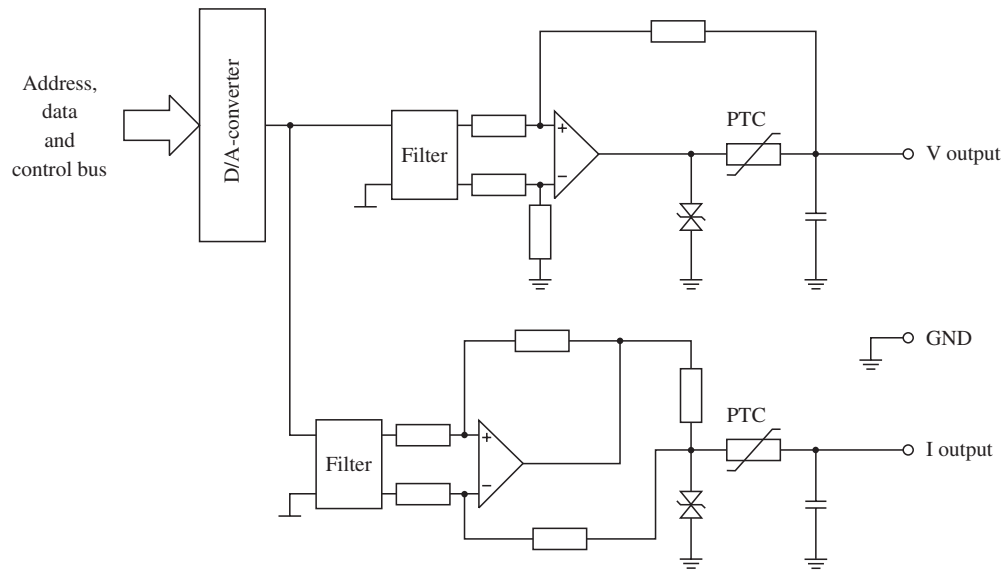 Address,
data
and
control bus
D/A-converter
Filter
+
−
PTC
V output
GND
Filter
+
−
PTC
I output